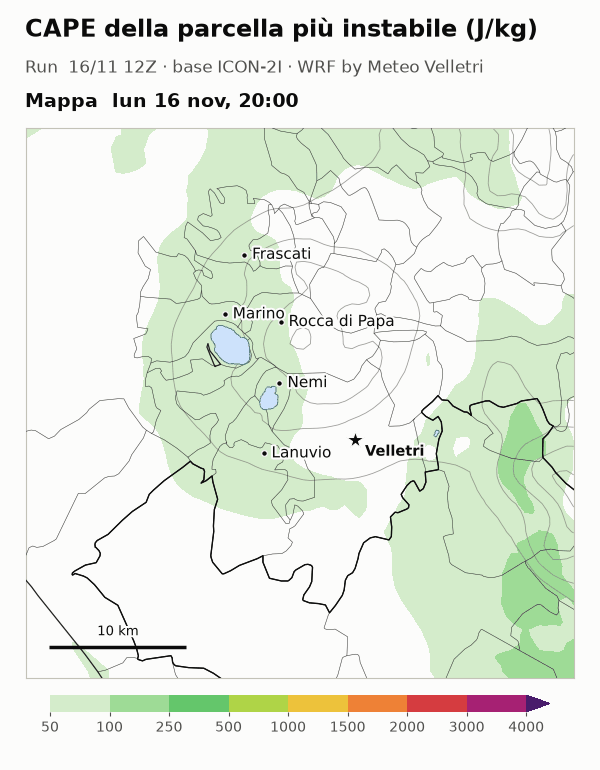 CAPE della parcella più instabile (J/kg)
Run  16/11 12Z · base ICON-2I · WRF by Meteo Velletri
Mappa  lun 16 nov, 20:00
Frascati
Marino
Rocca di Papa
Nemi
Velletri
Lanuvio
10 km
50 100 250 500 1000 1500 2000 3000 4000